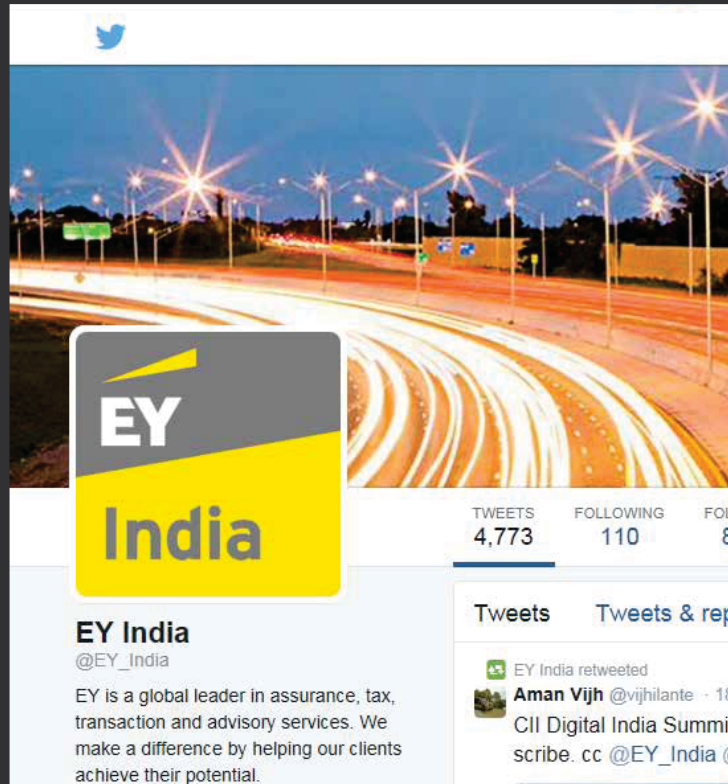 EY
India
TWEETS FOLLOWING
4,773 110
EY India
@EY_India
EY is a global leader in assurance, tax,
transaction and advisory services. We
make a difference by helping our clients
achieve their potential.
Tweets Tweets &
EY India retweeted
Aman Vijh @vijhilante
CII Digital India
scribe. cc @EY_India